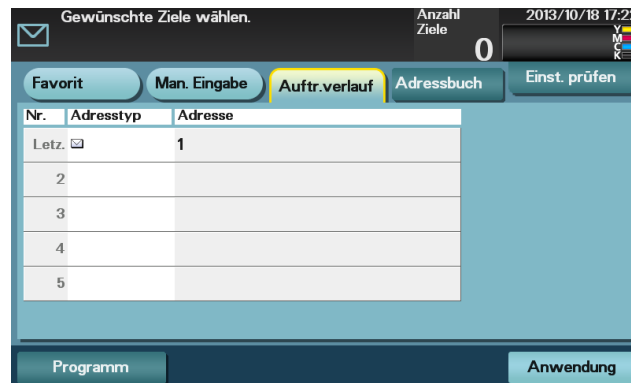 Gewünschte Ziele wählen.
Anzahl
Ziele
0
2013/10/18 17:2
Y
M
C
K
Favorit
Man. Eingabe
Auftr.verlauf
Adressbuch
Einst. prüfen
Nr. Adresstyp Adresse
Letz. 1
2
3
4
5
Programm
Anwendung